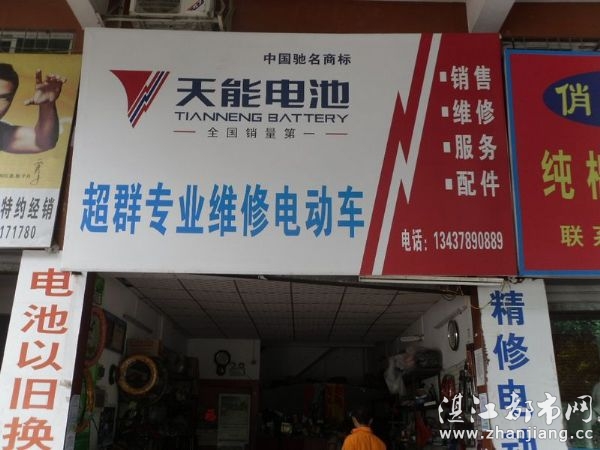 中国驰名商标
天能电池
TIANNENG BATTERY
全国销量第一
超群专业维修电动车
销售
维修
服务
配件
电话：13437890889
特约经销
171780
俏
纯
联系
电池以旧换
精修电动
湛江都市网
www.zhanjiang.cc